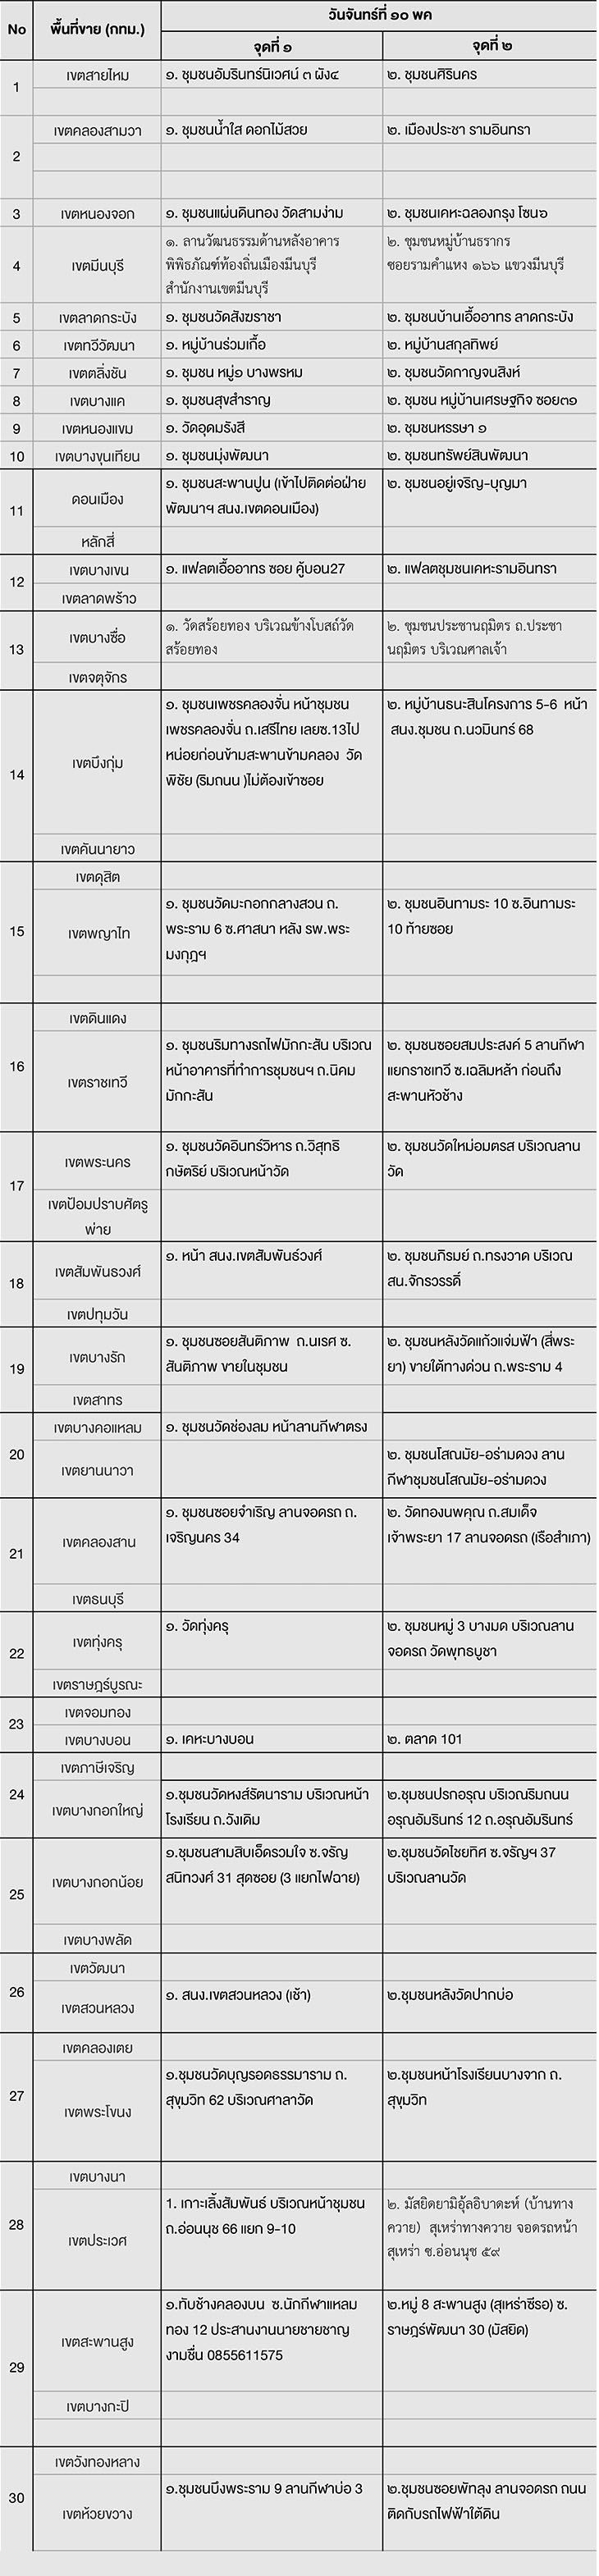 No
พื้นที่ขาย (กทม.)
วันจันทร์ที่ ๑๐ พค
จุดที่ ๑
จุดที่ ๒
1
เขตสายไหม
๑. ชุมชนอัมรินทร์นิเวศน์ ๓ ผัง๔
๒. ชุมชนศิรินคร
2
เขตคลองสามวา
๑. ชุมชนน้ำใส ดอกไม้สวย
๒. เมืองประชา รามอินทรา
3
เขตหนองจอก
๑. ชุมชนแผ่นดินทอง วัดสามง่าม
๒. ชุมชนเคหะฉลองกรุง โซน๖
4
เขตมีนบุรี
๑. ลานวัฒนธรรมด้านหลังอาคาร
พิพิธภัณฑ์ท้องถิ่นเมืองมีนบุรี
สำนักงานเขตมีนบุรี
๒. ชุมชนหมู่บ้านธรากร
ซอยรามคำแหง ๑๖๖ แขวงมีนบุรี
5
เขตลาดกระบัง
๑. ชุมชนวัดสังฆราชา
๒. ชุมชนบ้านเอื้ออาทร ลาดกระบัง
6
เขตทวีวัฒนา
๑. หมู่บ้านร่วมเกื้อ
๒. หมู่บ้านสกุลทิพย์
7
เขตตลิ่งชัน
๑. ชุมชน หมู่๑ บางพรหม
๒. ชุมชนวัดกาญจนสิงห์
8
เขตบางแค
๑. ชุมชนสุขสำราญ
๒. ชุมชน หมู่บ้านเศรษฐกิจ ซอย๓๑
9
เขตหนองแขม
๑. วัดอุดมรังสี
๒. ชุมชนหรรษา ๑
10
เขตบางขุนเทียน
๑. ชุมชนมุ่งพัฒนา
๒. ชุมชนทรัพย์สินพัฒนา
11
ดอนเมือง
๑. ชุมชนสะพานปูน (เข้าไปติดต่อฝ่าย
พัฒนาฯ สนง.เขตดอนเมือง)
๒. ชุมชนอยู่เจริญ-บุญมา
หลักสี่
12
เขตบางเขน
๑. แฟลตเอื้ออาทร ซอย คู้บอน27
๒. แฟลตชุมชนเคหะรามอินทรา
เขตลาดพร้าว
13
เขตบางซื่อ
๑. วัดสร้อยทอง บริเวณข้างโบสถ์วัด
สร้อยทอง
๒. ชุมชนประชานฤมิตร ถ.ประชา
นฤมิตร บริเวณศาลเจ้า
เขตจตุจักร
14
เขตบึงกุ่ม
๑. ชุมชนเพชรคลองจั่น หน้าชุมชน
เพชรคลองจั่น ถ.เสรีไทย เลยซ.13ไป
หน่อยก่อนข้ามสะพานข้ามคลอง วัด
พิชัย (ริมถนน )ไม่ต้องเข้าซอย
๒. หมู่บ้านธนะสินโครงการ 5-6 หน้า
สนง.ชุมชน ถ.นวมินทร์ 68
เขตคันนายาว
15
เขตดุสิต
เขตพญาไท
๑. ชุมชนวัดมะกอกกลางสวน ถ.
พระราม 6 ซ.ศาสนา หลัง รพ.พระ
มงกุฎฯ
๒. ชุมชนอินทามระ 10 ซ.อินทามระ
10 ท้ายซอย
16
เขตดินแดง
เขตราชเทวี
๑. ชุมชนริมทางรถไฟมักกะสัน บริเวณ
หน้าอาคารที่ทำการชุมชนฯ ถ.นิคม
มักกะสัน
๒. ชุมชนซอยสมประสงค์ 5 ลานกีฬา
แยกราชเทวี ซ.เฉลิมหล้า ก่อนถึง
สะพานหัวช้าง
17
เขตพระนคร
๑. ชุมชนวัดอินทร์วิหาร ถ.วิสุทธิ
กษัตริย์ บริเวณหน้าวัด
๒. ชุมชนวัดใหม่อมตรส บริเวณลาน
วัด
เขตป้อมปราบศัตรู
พ่าย
18
เขตสัมพันธวงศ์
๑. หน้า สนง.เขตสัมพันธ์วงศ์
๒. ชุมชนภิรมย์ ถ.ทรงวาด บริเวณ
สน.จักรวรรดิ์
เขตปทุมวัน
19
เขตบางรัก
๑. ชุมชนซอยสันติภาพ ถ.นเรศ ซ.
สันติภาพ ขายในชุมชน
๒. ชุมชนหลังวัดแก้วแจ่มฟ้า (สี่พระ
ยา) ขายใต้ทางด่วน ถ.พระราม 4
เขตสาทร
20
เขตบางคอแหลม
๑. ชุมชนวัดช่องลม หน้าลานกีฬาตรง
เขตยานนาวา
๒. ชุมชนโสณมัย-อร่ามดวง ลาน
กีฬาชุมชนโสณมัย-อร่ามดวง
21
เขตคลองสาน
๑. ชุมชนซอยจำเริญ ลานจอดรถ ถ.
เจริญนคร 34
๒. วัดทองนพคุณ ถ.สมเด็จ
เจ้าพระยา 17 ลานจอดรถ (เรือสำเภา)
เขตธนบุรี
22
เขตทุ่งครุ
๑. วัดทุ่งครุ
๒. ชุมชนหมู่ 3 บางมด บริเวณลาน
จอดรถ วัดพุทธบูชา
เขตราษฎร์บูรณะ
23
เขตจอมทอง
เขตบางบอน
๑. เคหะบางบอน
๒. ตลาด 101
24
เขตภาษีเจริญ
เขตบางกอกใหญ่
๑.ชุมชนวัดหงส์รัตนาราม บริเวณหน้า
โรงเรียน ถ.วังเดิม
๒.ชุมชนปรกอรุณ บริเวณริมถนน
อรุณอัมรินทร์ 12 ถ.อรุณอัมรินทร์
25
เขตบางกอกน้อย
๑.ชุมชนสามสิบเอ็ดรวมใจ ซ.จรัญ
สนิทวงศ์ 31 สุดซอย (3 แยกไฟฉาย)
๒.ชุมชนวัดไชยทิศ ซ.จรัญฯ 37
บริเวณลานวัด
เขตบางพลัด
26
เขตวัฒนา
เขตสวนหลวง
๑. สนง.เขตสวนหลวง (เช้า)
๒.ชุมชนหลังวัดปากบ่อ
27
เขตคลองเตย
เขตพระโขนง
๑.ชุมชนวัดบุญรอดธรรมาราม ถ.
สุขุมวิท 62 บริเวณศาลาวัด
๒.ชุมชนหน้าโรงเรียนบางจาก ถ.
สุขุมวิท
28
เขตบางนา
เขตประเวศ
1. เกาะเลิ้งสัมพันธ์ บริเวณหน้าชุมชน
ถ.อ่อนนุช 66 แยก 9-10
๒. มัสยิดยามิอุ้ลอิบาดะห์ (บ้านทาง
ควาย) สุเหร่าทางควาย จอดรถหน้า
สุเหร่า ซ.อ่อนนุช ๕๙
29
เขตสะพานสูง
๑.ทับช้างคลองบน ซ.นักกีฬาแหลม
ทอง 12 ประสานงานนายชายชาญ
งามชื่น 0855611575
๒.หมู่ 8 สะพานสูง (สุเหร่าซีรอ) ซ.
ราษฎร์พัฒนา 30 (มัสยิด)
เขตบางกะปิ
30
เขตวังทองหลาง
เขตห้วยขวาง
๑.ชุมชนบึงพระราม 9 ลานกีฬาบ่อ 3
๒.ชุมชนซอยพัทลุง ลานจอดรถ ถนน
ติดกับรถไฟฟ้าใต้ดิน